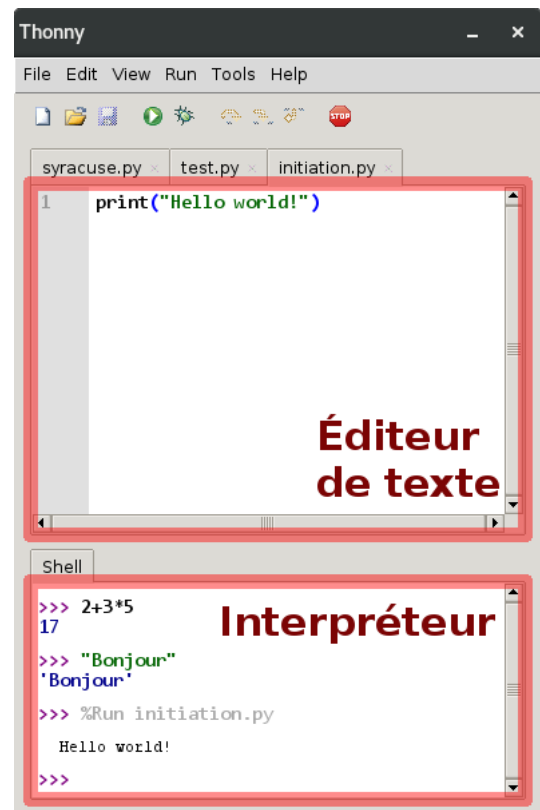 Thonny
File Edit View Run Tools Help
STOP
syracuse.py × test.py × initiation.py ×
1 print("Hello world!")
Éditeur
de texte
Shell
>>> 2+3*5
17
Interpréteur
>>> "Bonjour"
'Bonjour'
>>> %Run initiation.py
Hello world!
>>>